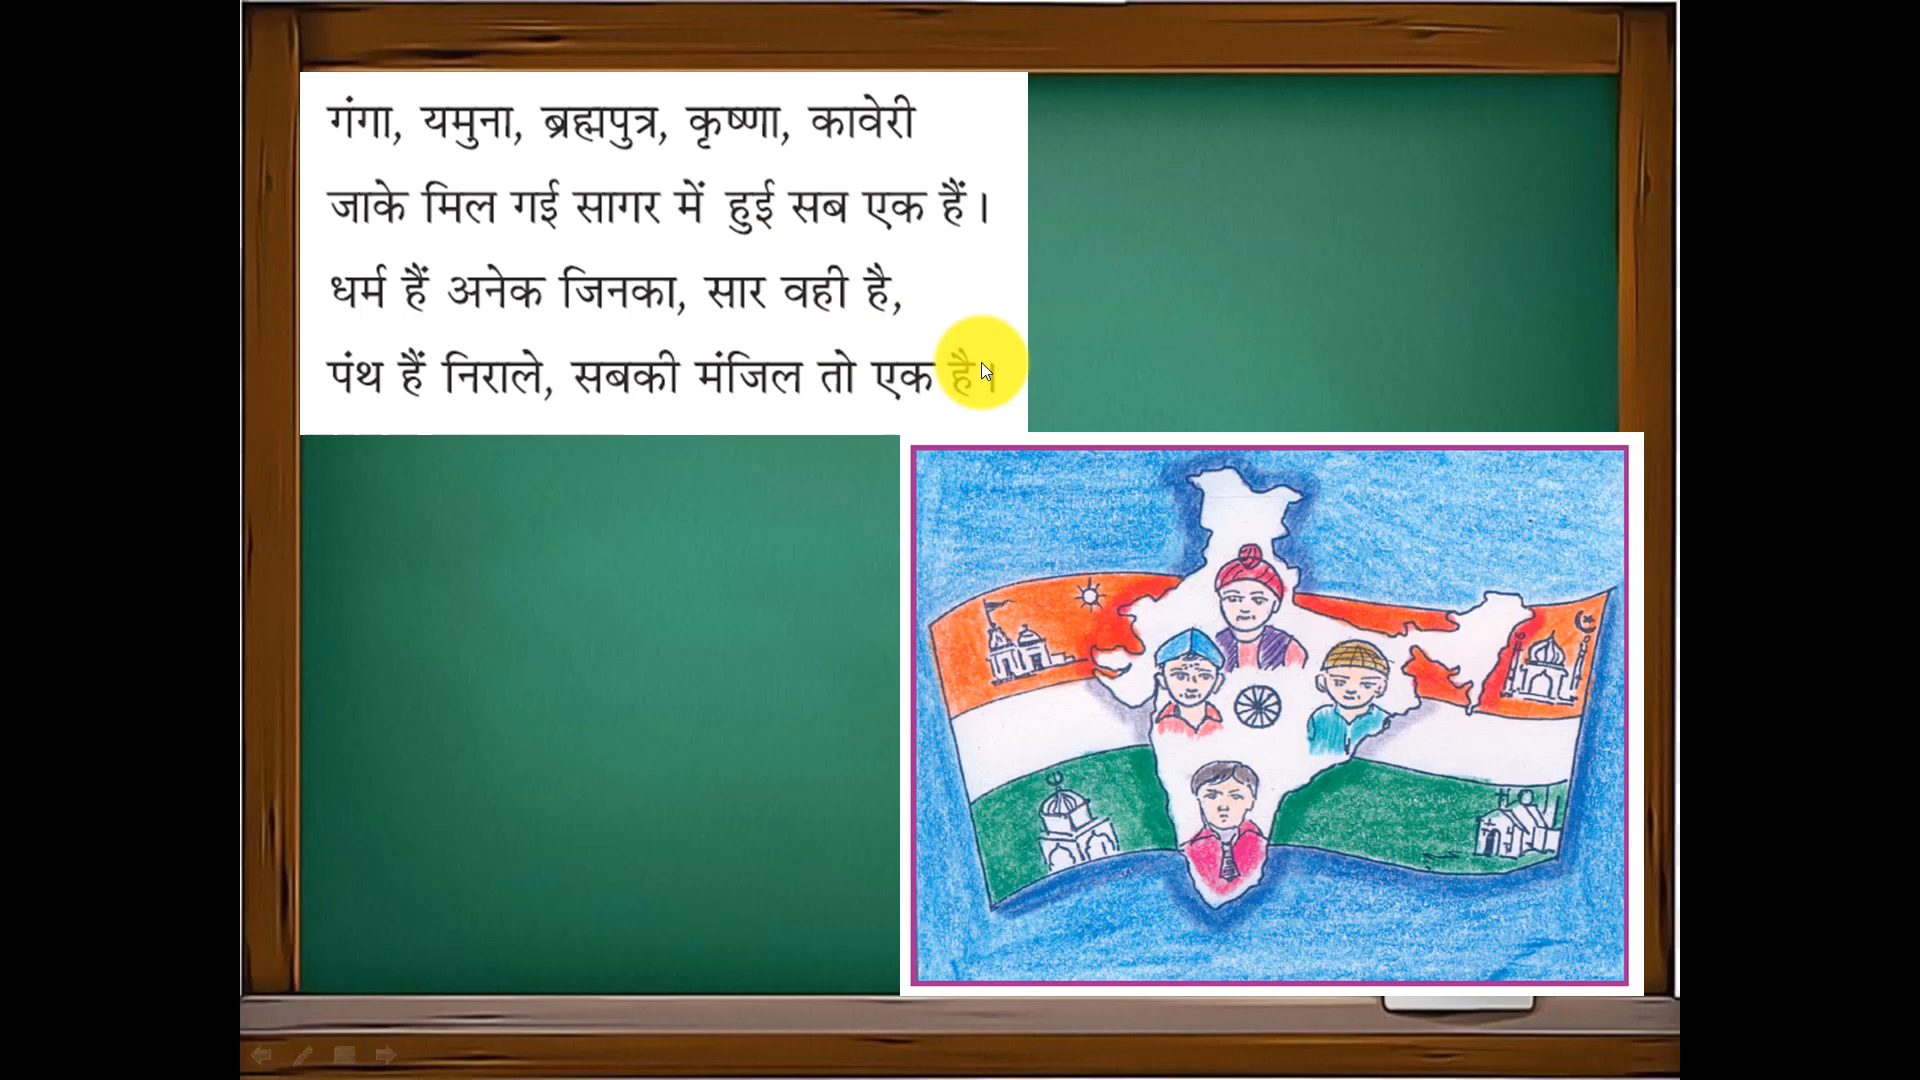 गंगा, यमुना, ब्रह्मपुत्र, कृष्णा, कावेरी
जाके मिल गई सागर में हुई सब एक हैं।
धर्म हैं अनेक जिनका, सार वही है,
पंथ हैं निराले, सबकी मंजिल तो एक है।